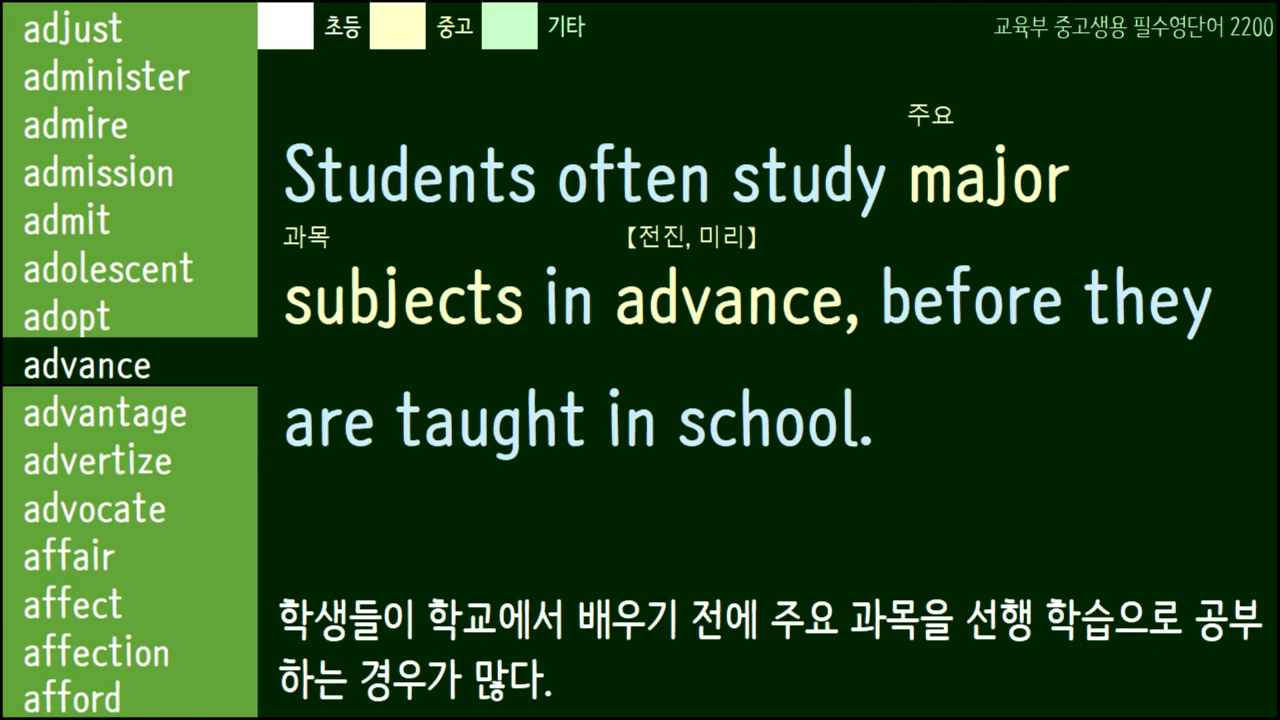 adjust
administer
admire
admission
admit
adolescent
adopt
advance
advantage
advertize
advocate
affair
affect
affection
afford
초등 중고 기타
교육부 중고생용 필수영단어 2200
주요
Students often study major
과목 【전진, 미리】
subjects in advance, before they
are taught in school.
학생들이 학교에서 배우기 전에 주요 과목을 선행 학습으로 공부
하는 경우가 많다.